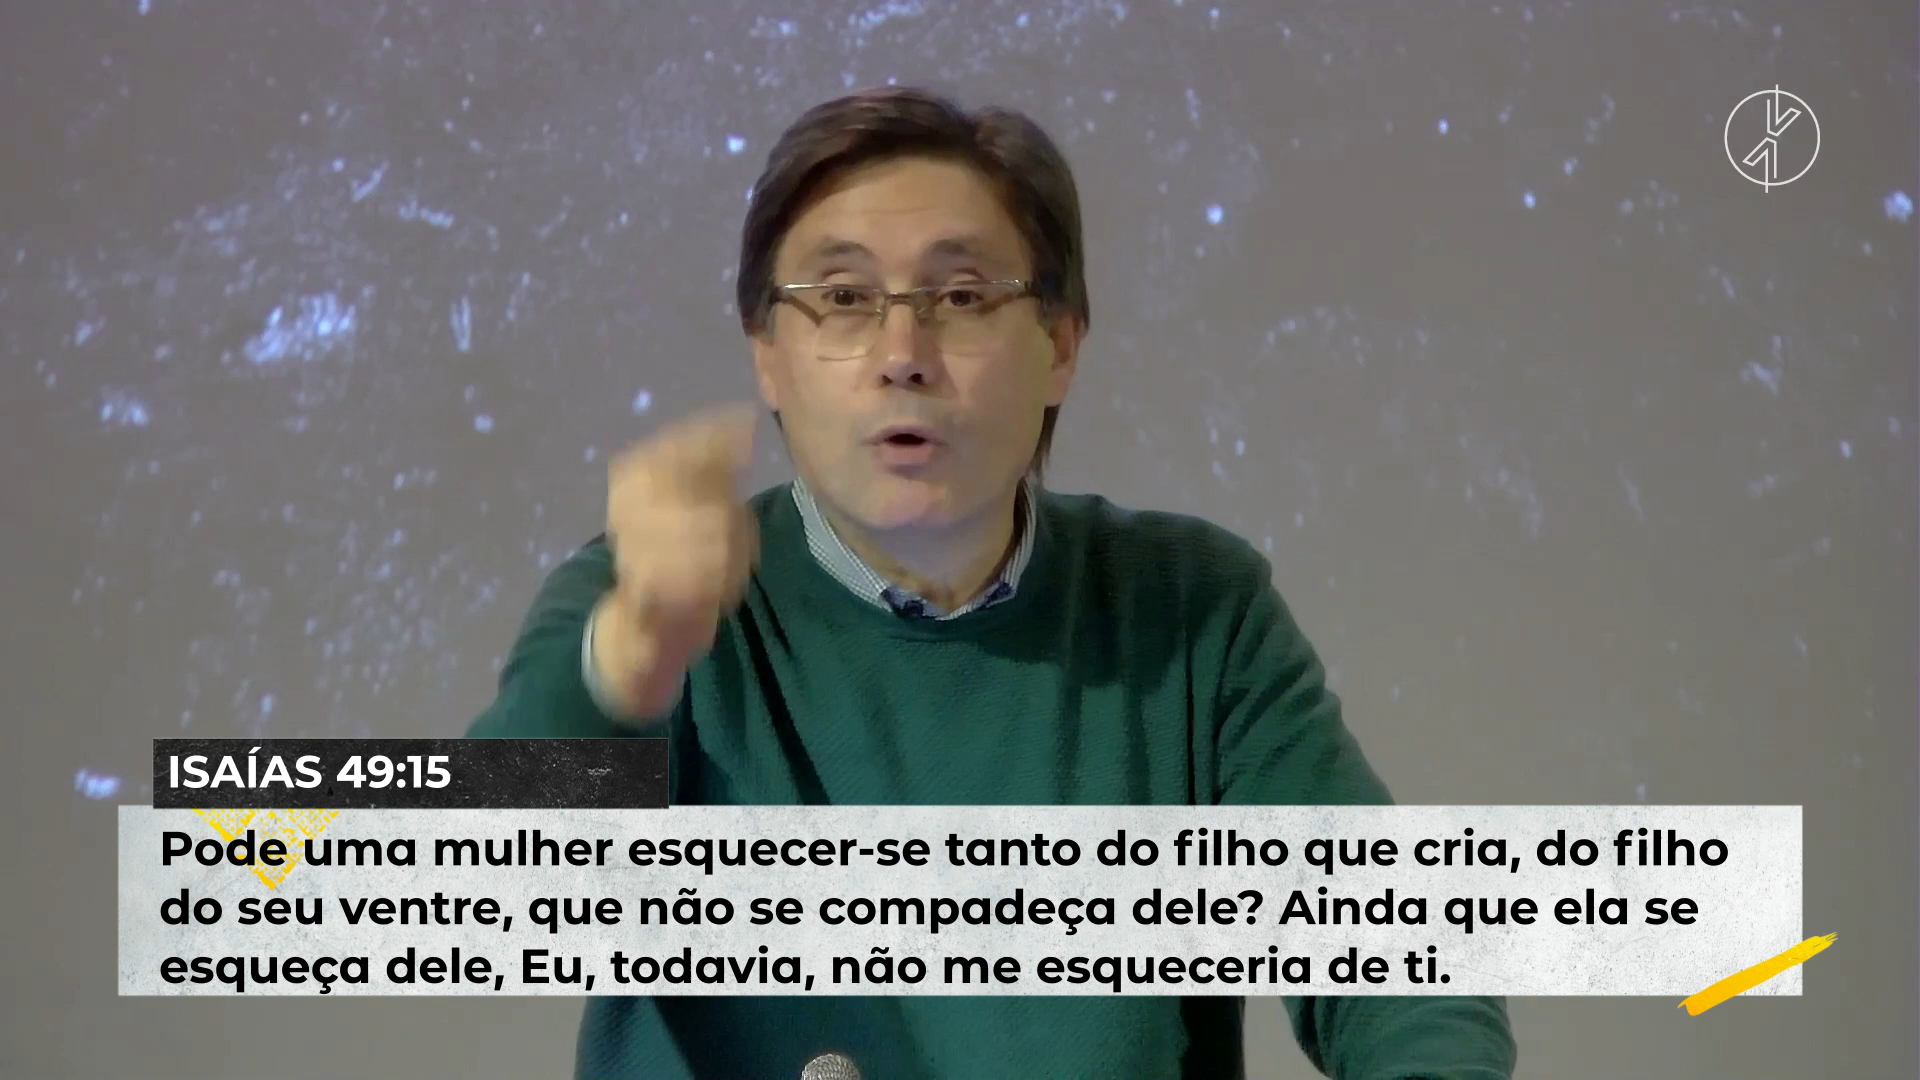 ISAÍAS 49:15
Pode uma mulher esquecer-se tanto do filho que cria, do filho
do seu ventre, que não se compadeça dele? Ainda que ela se
esqueça dele, Eu, todavia, não me esqueceria de ti.